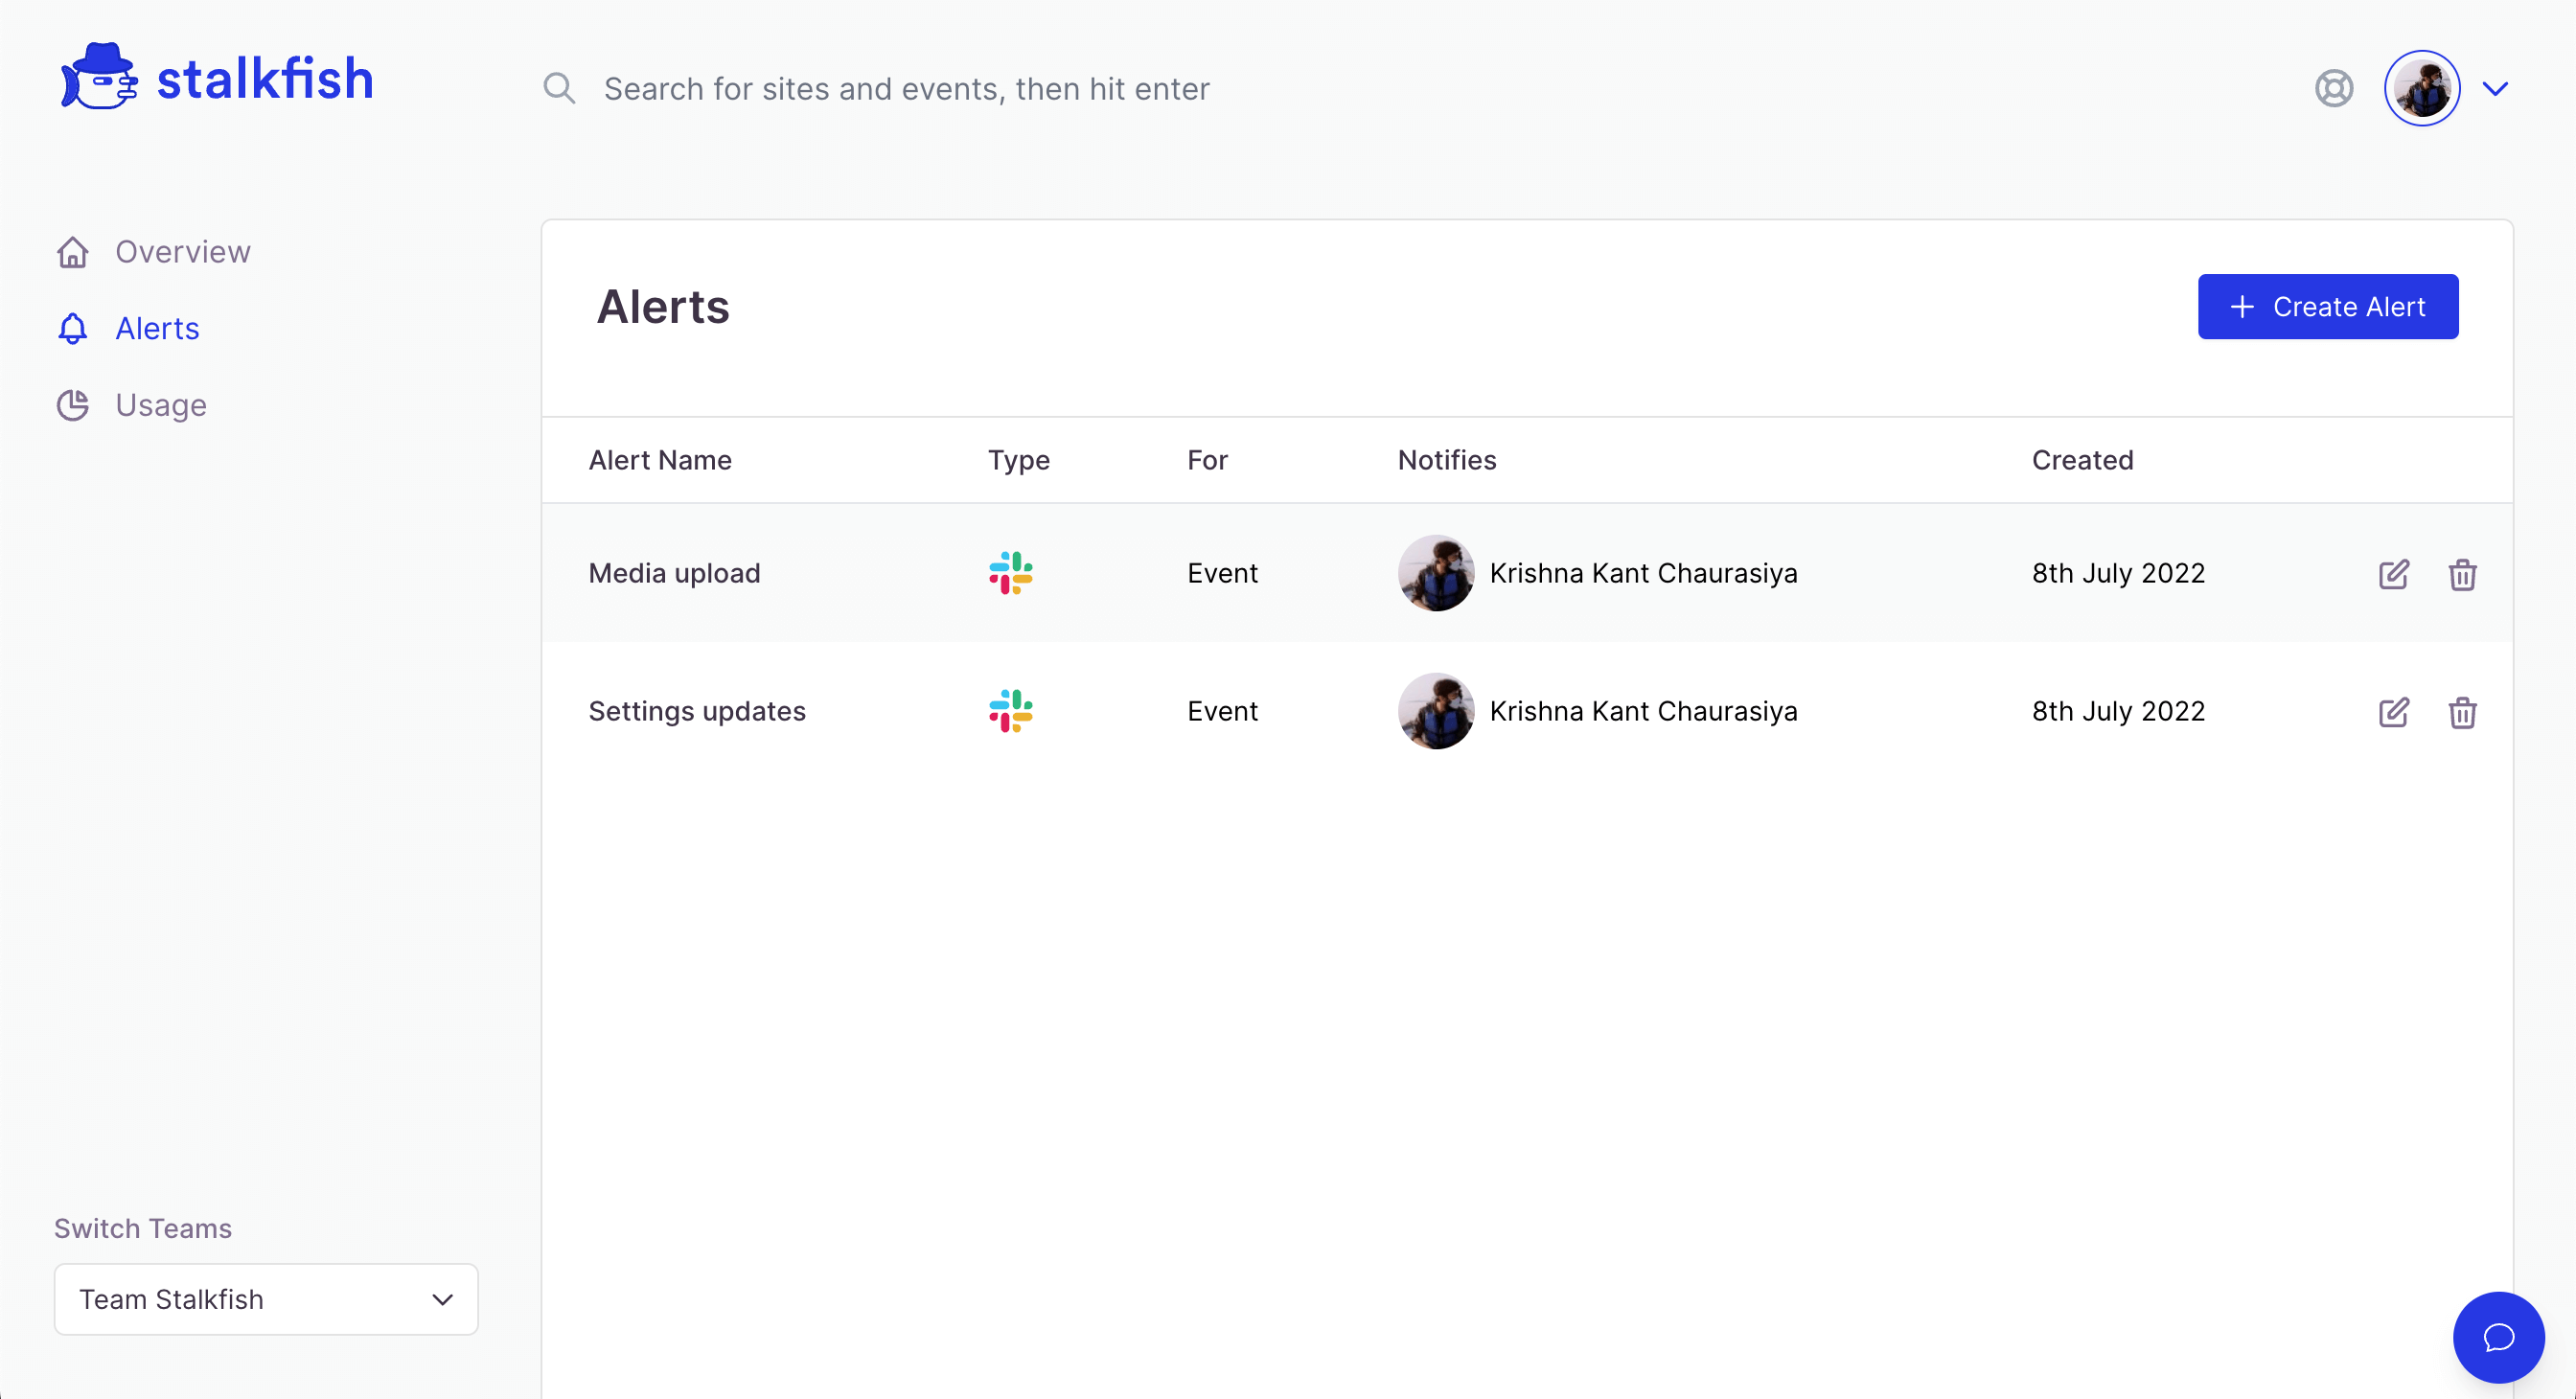 stalkfish
Search for sites and events, then hit enter
Overview
Alerts
Usage
Alerts
Create Alert
Alert Name Type For Notifies Created
Media upload Event Krishna Kant Chaurasiya 8th July 2022
Settings updates Event Krishna Kant Chaurasiya 8th July 2022
Switch Teams
Team Stalkfish